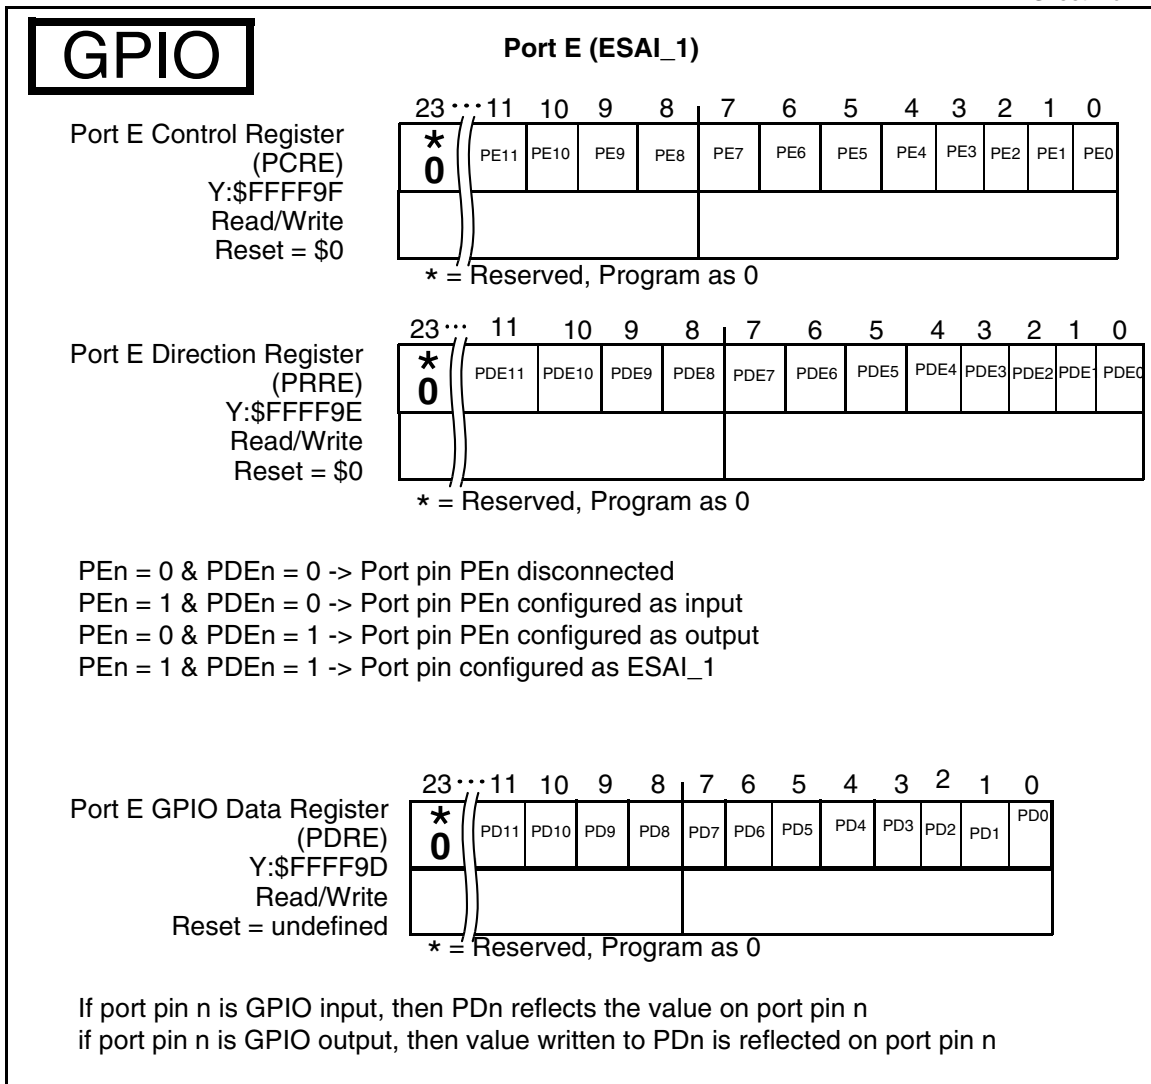 GPIO
Port E (ESAI_1)
23 ··· 11 10 9 8 7 6 5 4 3 2 1 0
Port E Control Register
(PCRE)
Y:$FFFF9F
Read/Write
Reset = $0
* PE11 PE10 PE9 PE8 PE7 PE6 PE5 PE4 PE3 PE2 PE1 PE0
0
* = Reserved, Program as 0
23 ··· 11 10 9 8 7 6 5 4 3 2 1 0
Port E Direction Register
(PRRE)
Y:$FFFF9E
Read/Write
Reset = $0
* PDE11 PDE10 PDE9 PDE8 PDE7 PDE6 PDE5 PDE4 PDE3 PDE2 PDE1 PDE0
0
* = Reserved, Program as 0
PEn = 0 & PDEn = 0 -> Port pin PEn disconnected
PEn = 1 & PDEn = 0 -> Port pin PEn configured as input
PEn = 0 & PDEn = 1 -> Port pin PEn configured as output
PEn = 1 & PDEn = 1 -> Port pin configured as ESAI_1
23 ··· 11 10 9 8 7 6 5 4 3 2 1 0
Port E GPIO Data Register
(PDRE)
Y:$FFFF9D
Read/Write
Reset = undefined
* PD11 PD10 PD9 PD8 PD7 PD6 PD5 PD4 PD3 PD2 PD1 PD0
0
* = Reserved, Program as 0
If port pin n is GPIO input, then PDn reflects the value on port pin n
if port pin n is GPIO output, then value written to PDn is reflected on port pin n